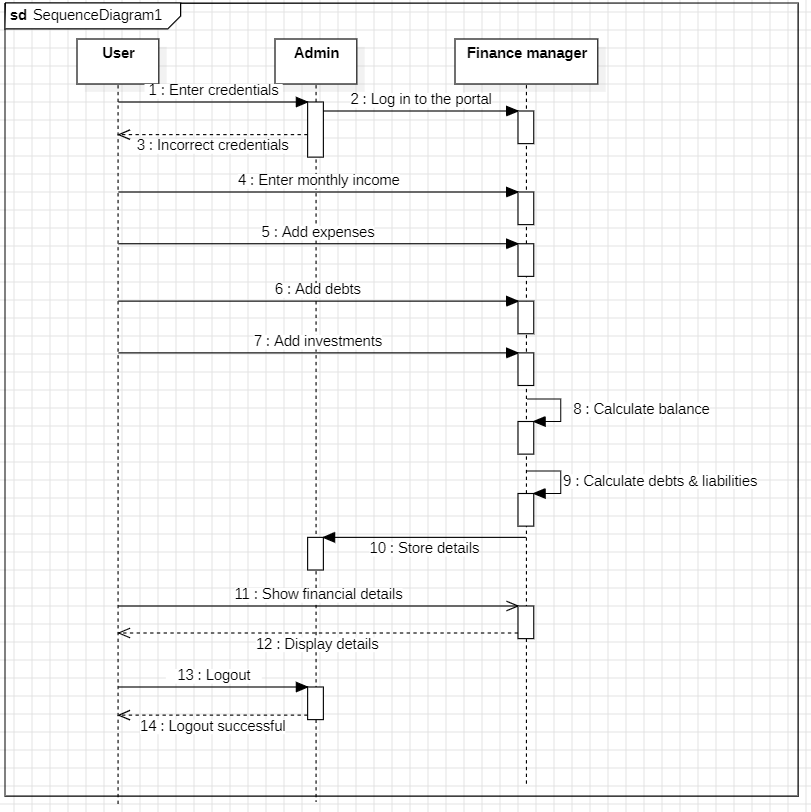 sd SequenceDiagram1
User
Admin
Finance manager
1 : Enter credentials
2 : Log in to the portal
3 : Incorrect credentials
4 : Enter monthly income
5 : Add expenses
6 : Add debts
7 : Add investments
8 : Calculate balance
9 : Calculate debts & liabilities
10 : Store details
11 : Show financial details
12 : Display details
13 : Logout
14 : Logout successful